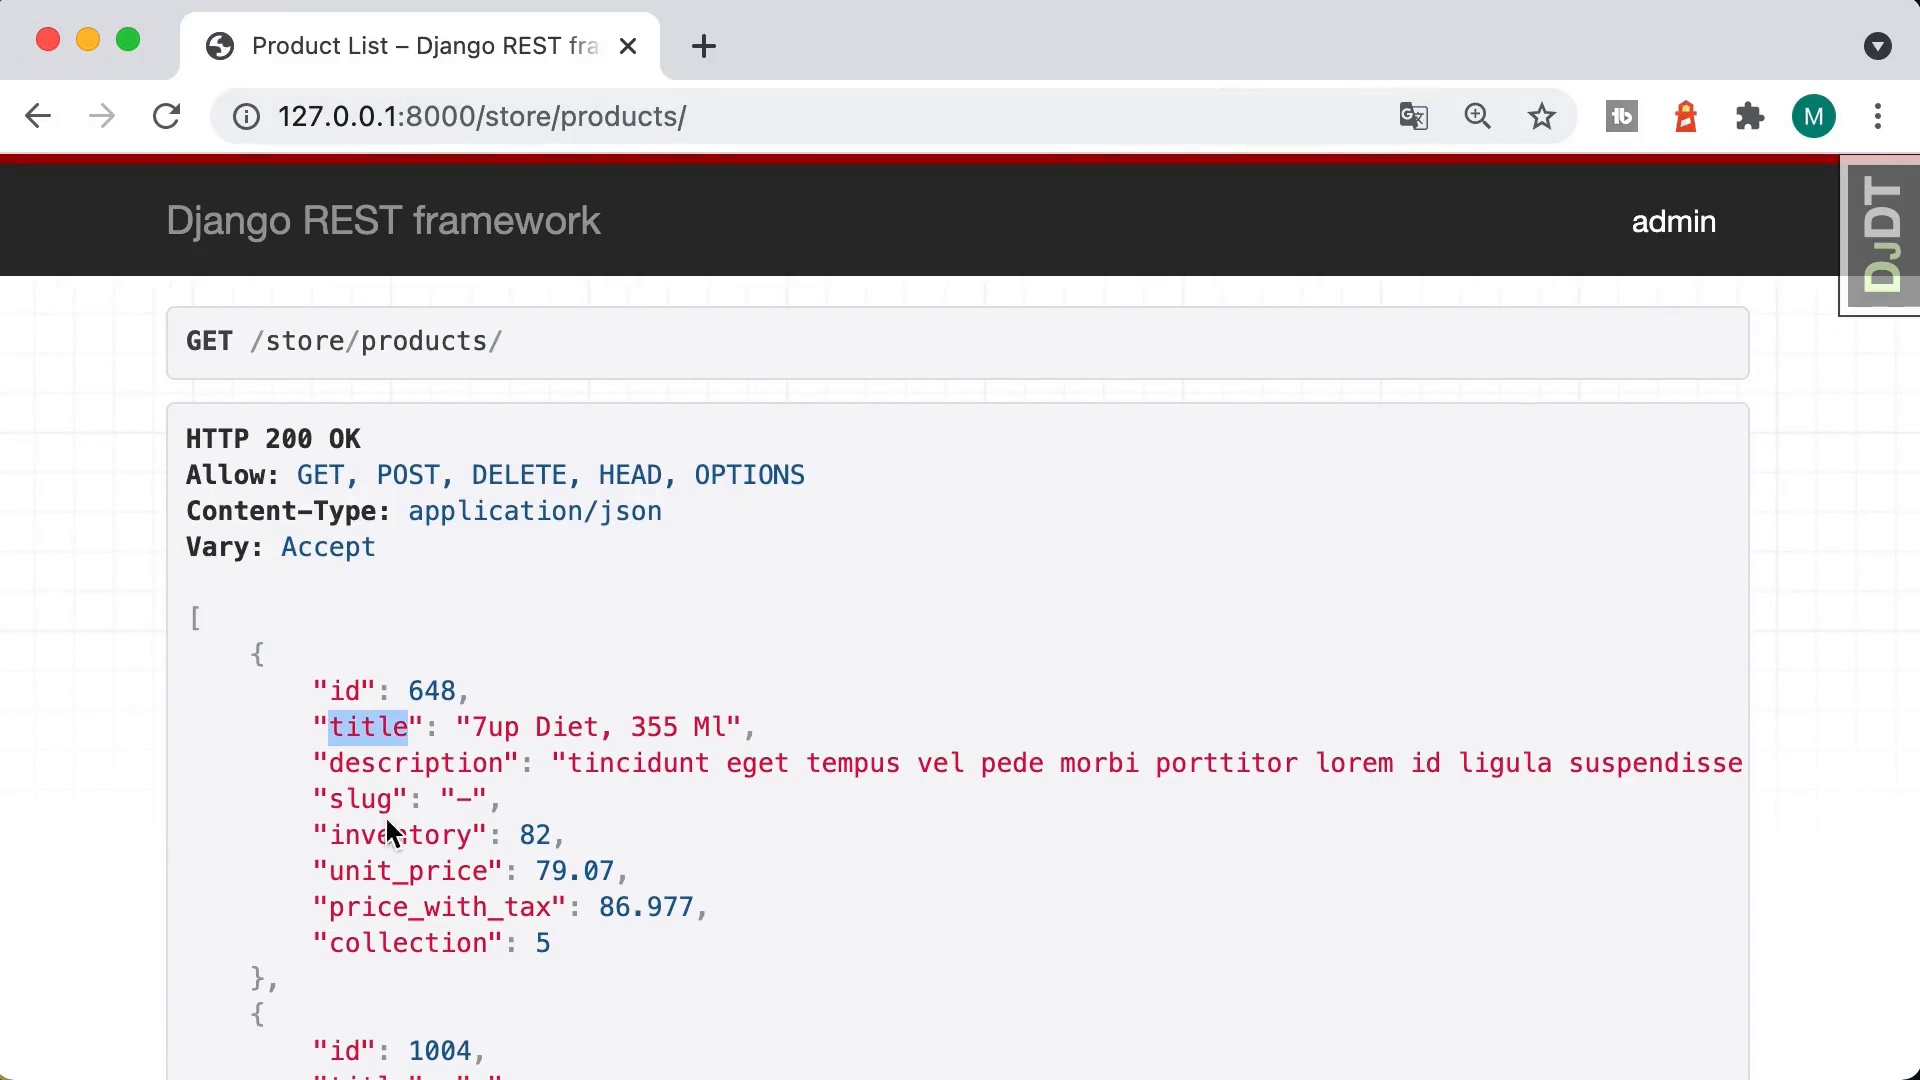 Product List – Django REST fra
127.0.0.1:8000/store/products/
M
Django REST framework
admin
DJDT
GET /store/products/
HTTP 200 OK
Allow: GET, POST, DELETE, HEAD, OPTIONS
Content-Type: application/json
Vary: Accept
[
{
"id": 648,
"title": "7up Diet, 355 Ml",
"description": "tincidunt eget tempus vel pede morbi porttitor lorem id ligula suspendisse
"slug": "-",
"inventory": 82,
"unit_price": 79.07,
"price_with_tax": 86.977,
"collection": 5
},
{
"id": 1004,